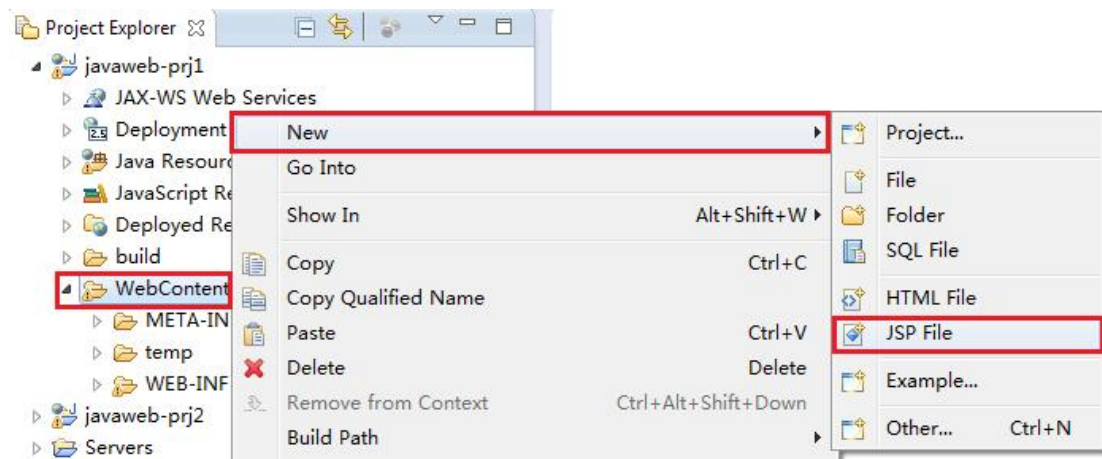 Project Explorer
javaweb-prj1
JAX-WS Web Services
Deployment
Java Resourc
JavaScript Re
Deployed Re
build
WebContent
META-IN
temp
WEB-INF
javaweb-prj2
Servers
New
Go Into
Show In Alt+Shift+W
Copy Ctrl+C
Copy Qualified Name
Paste Ctrl+V
Delete Delete
Remove from Context Ctrl+Alt+Shift+Down
Build Path
Project...
File
Folder
SQL File
HTML File
JSP File
Example...
Other... Ctrl+N